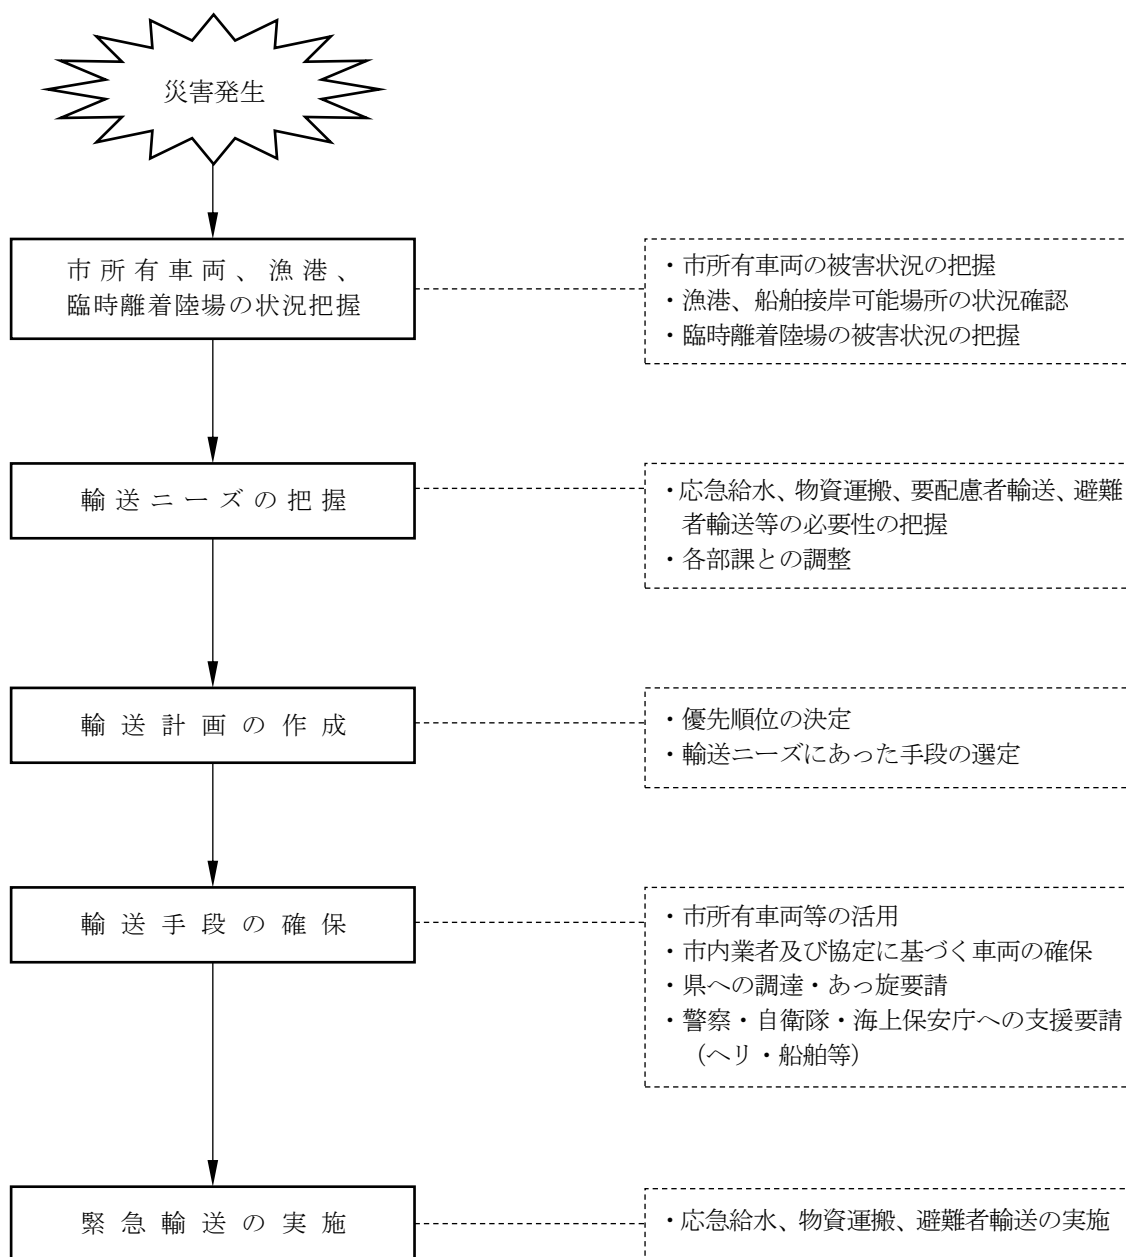 災害発生
市所有車両、漁港、
臨時離着陸場の状況把握
・市所有車両の被害状況の把握
・漁港、船舶接岸可能場所の状況確認
・臨時離着陸場の被害状況の把握
輸送ニーズの把握
・応急給水、物資運搬、要配慮者輸送、避難
者輸送等の必要性の把握
・各部課との調整
輸送計画の作成
・優先順位の決定
・輸送ニーズにあった手段の選定
輸送手段の確保
・市所有車両等の活用
・市内業者及び協定に基づく車両の確保
・県への調達・あっ旋要請
・警察・自衛隊・海上保安庁への支援要請
（ヘリ・船舶等）
緊急輸送の実施
・応急給水、物資運搬、避難者輸送の実施